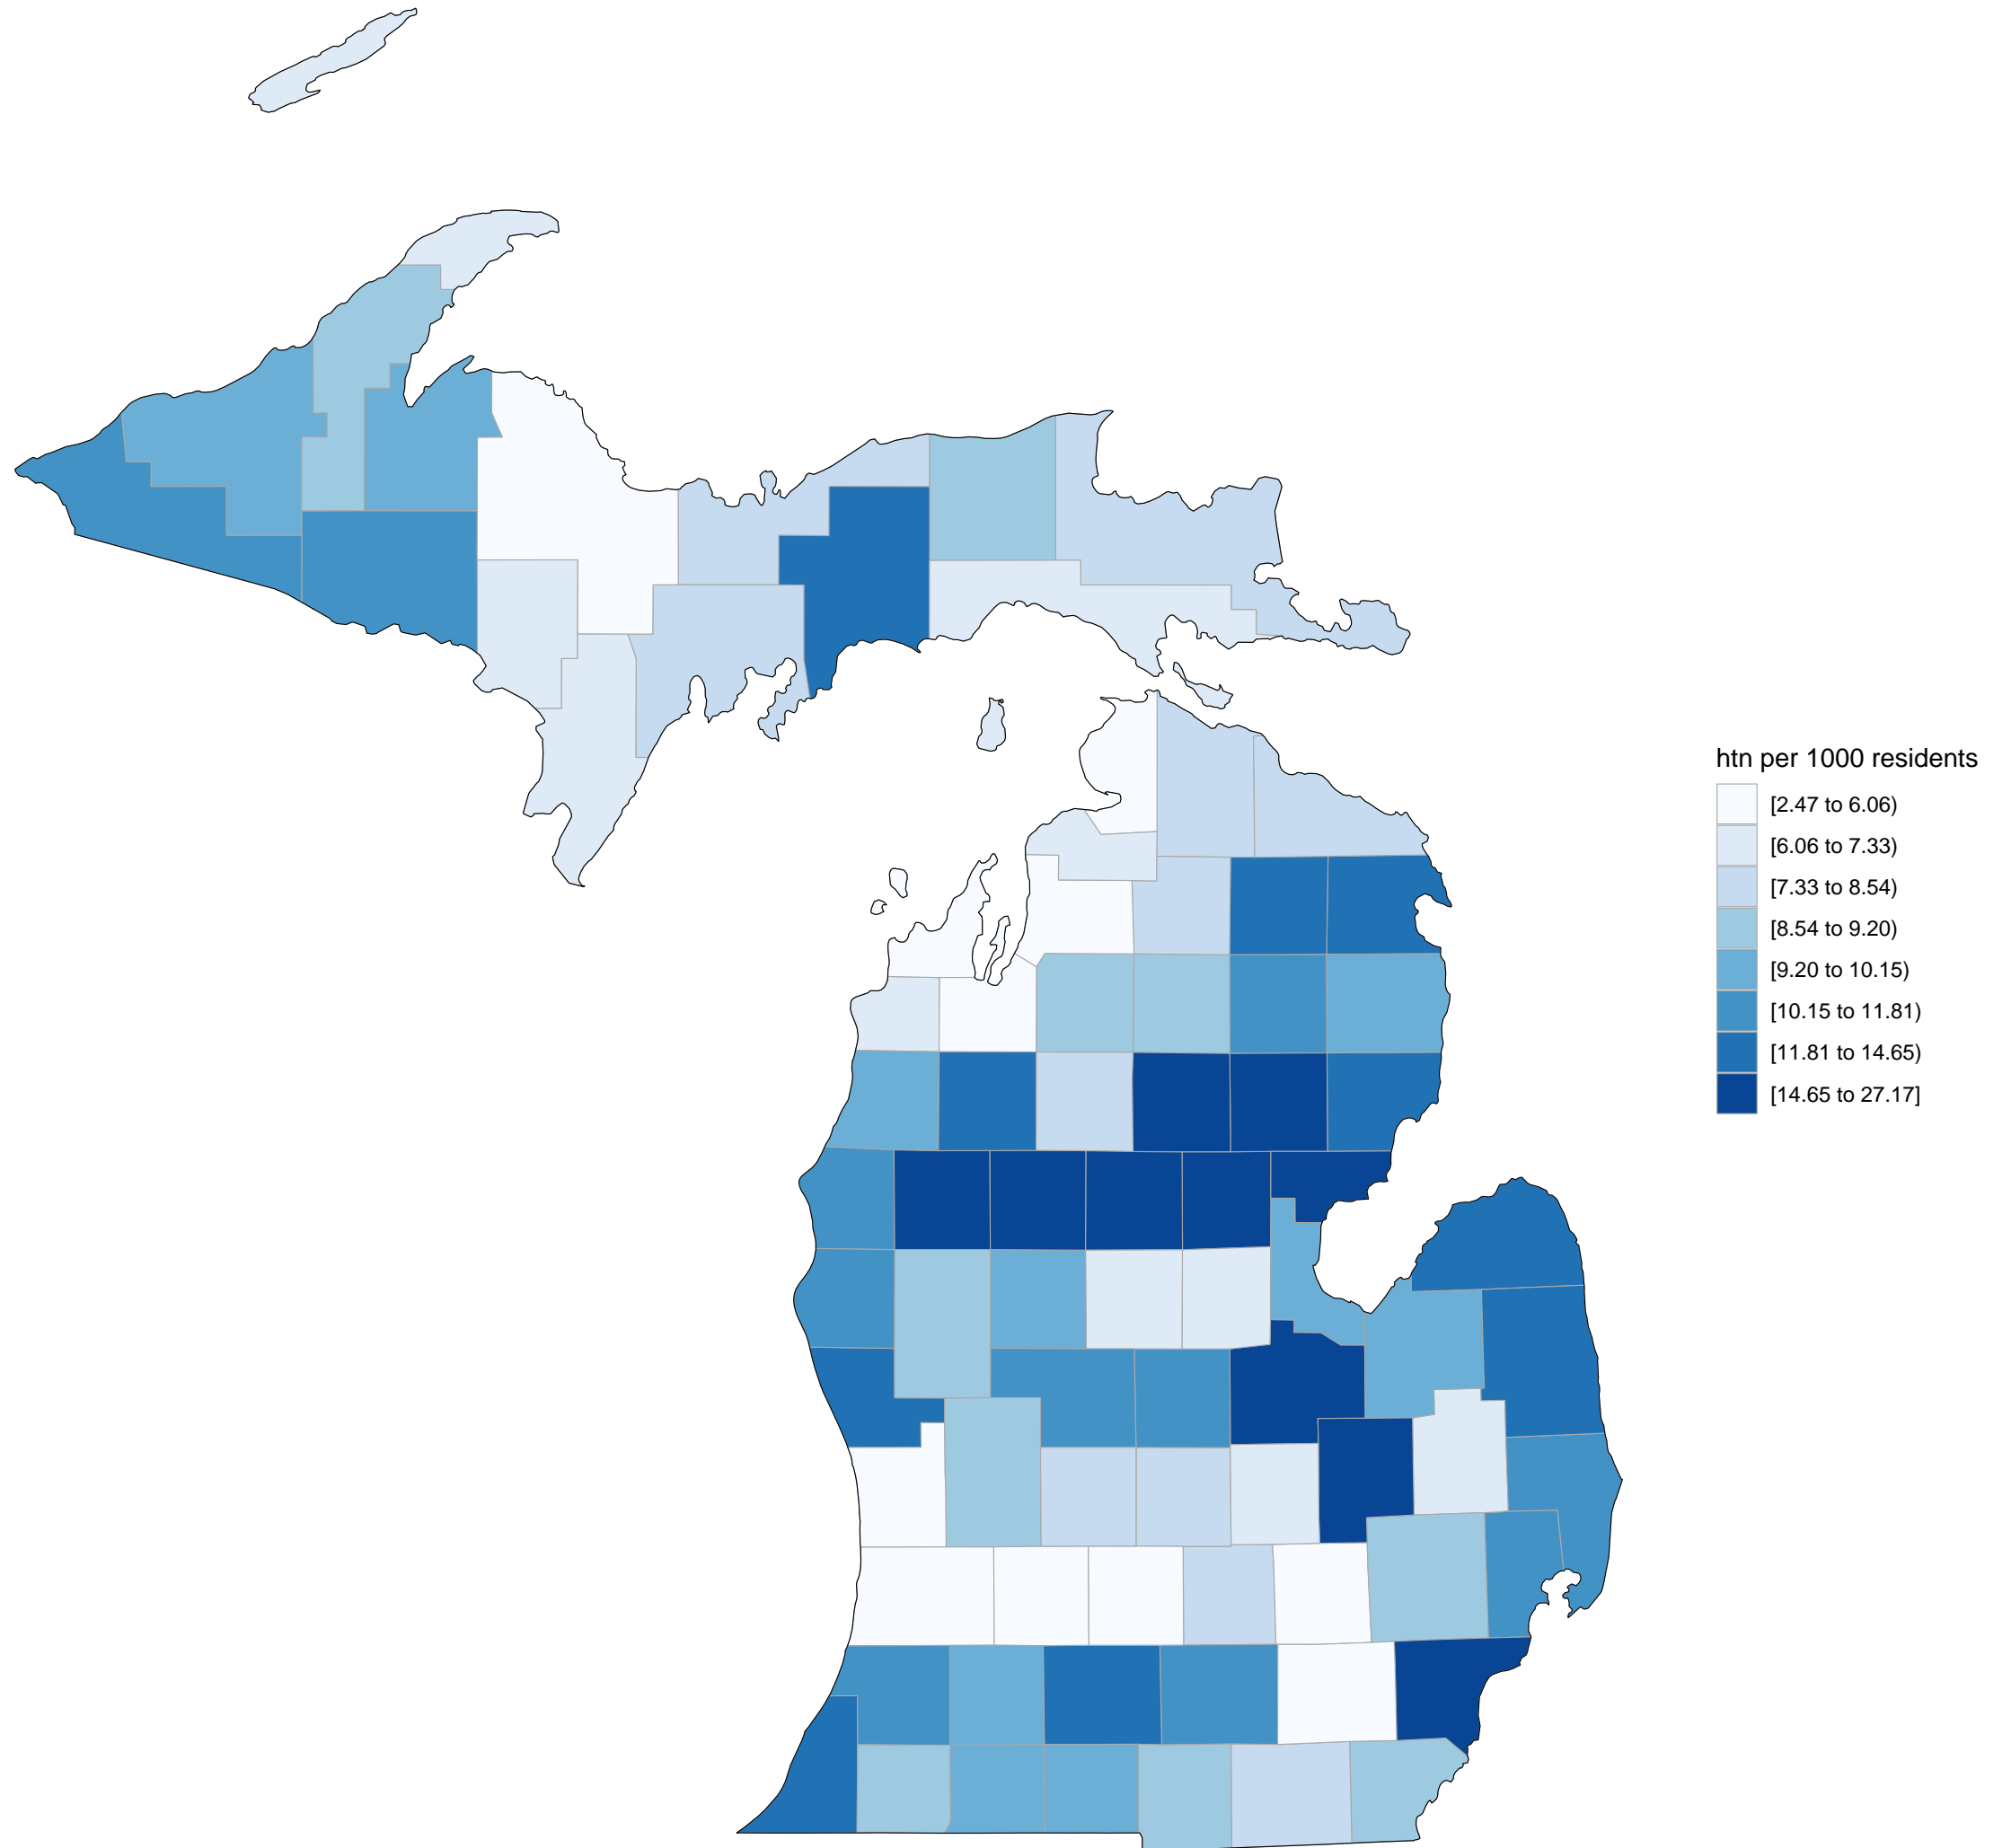 htn per 1000 residents
[2.47 to 6.06)
[6.06 to 7.33)
[7.33 to 8.54)
[8.54 to 9.20)
[9.20 to 10.15)
[10.15 to 11.81)
[11.81 to 14.65)
[14.65 to 27.17]